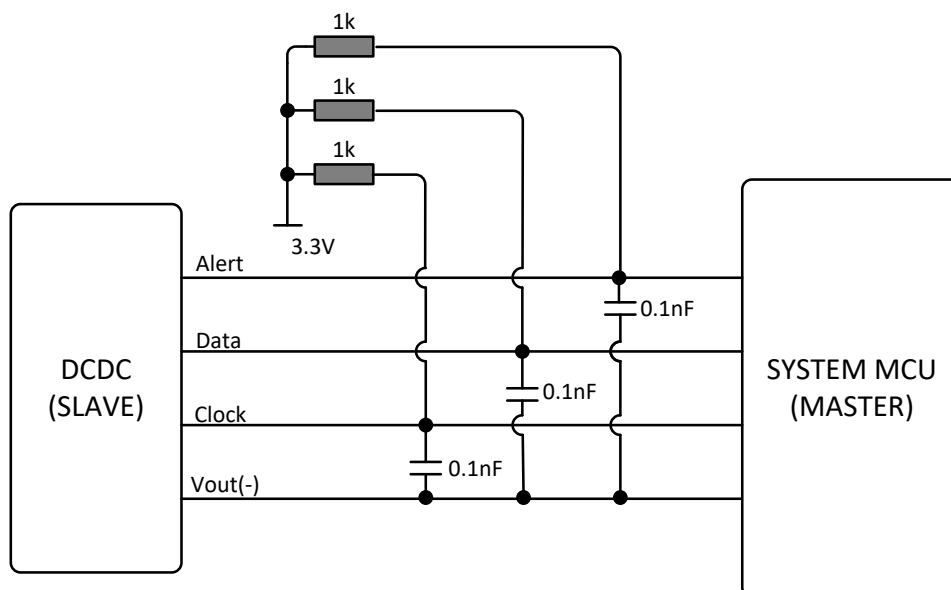 1k
1k
1k
3.3V
Alert
0.1nF
Data
DCDC
(SLAVE)
SYSTEM MCU
(MASTER)
0.1nF
Clock
0.1nF
Vout(-)